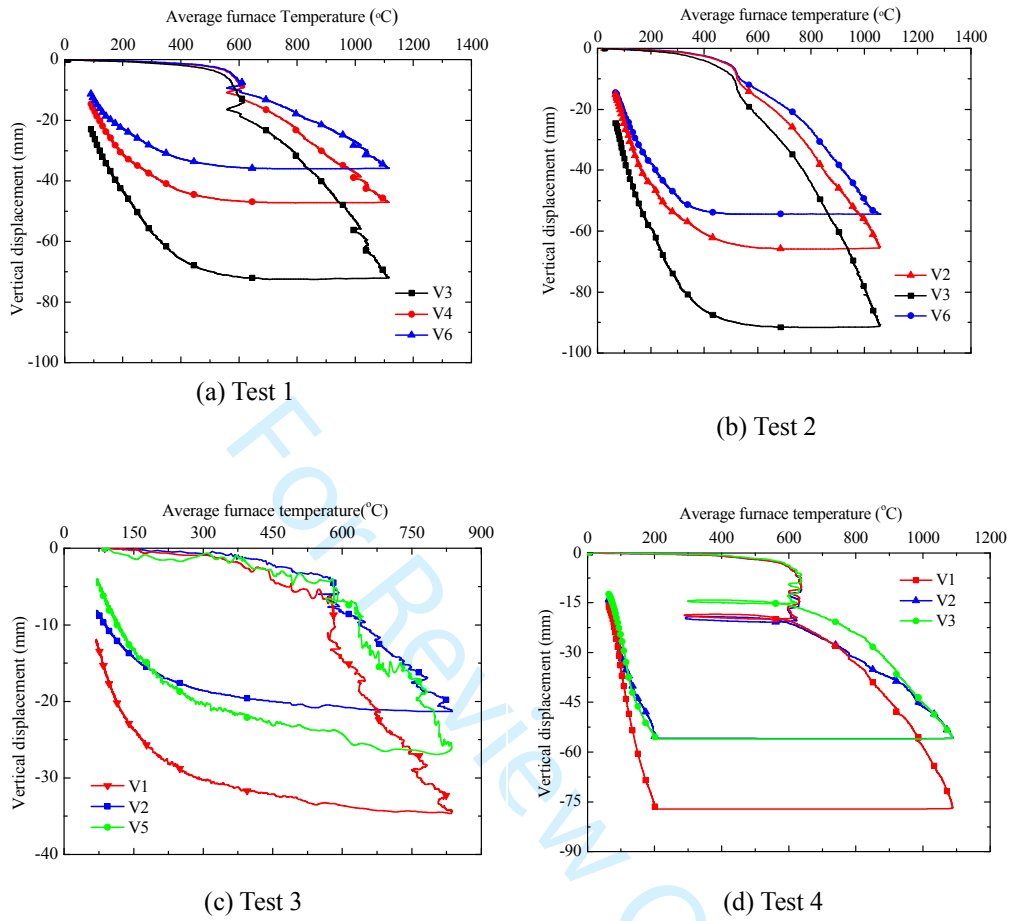 Average furnace Temperature (°C)
0 200 400 600 800 1000 1200 1400
0
-20
-40
-60
-80
-100
Vertical displacement (mm)
V3
V4
V6
(a) Test 1
Average furnace temperature (°C)
0 200 400 600 800 1000 1200 1400
0
-20
-40
-60
-80
-100
Vertical displacement (mm)
V2
V3
V6
(b) Test 2
Average furnace temperature(°C)
0 150 300 450 600 750 900
0
-10
-20
-30
-40
Vertical displacement (mm)
V1
V2
V5
(c) Test 3
Average furnace temperature (°C)
0 200 400 600 800 1000 1200
0
-15
-30
-45
-60
-75
-90
Vertical displacement (mm)
V1
V2
V3
(d) Test 4
For Review O